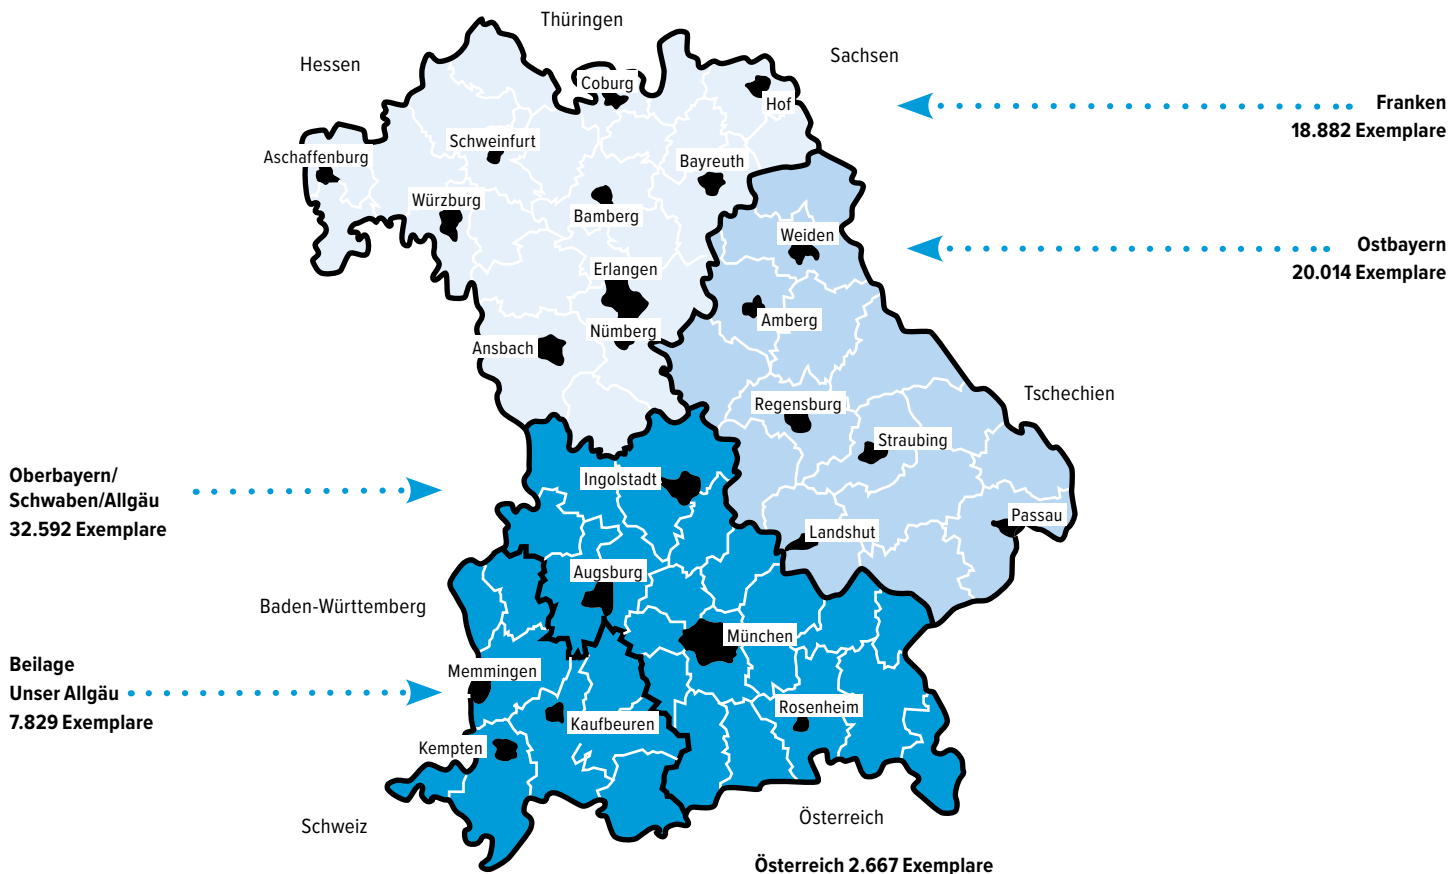 Thüringen
Hessen
Sachsen
Coburg
Hof
Franken
18.882 Exemplare
Schweinfurt
Aschaffenburg
Bayreuth
Würzburg
Bamberg
Weiden
Ostbayern
20.014 Exemplare
Erlangen
Amberg
Nümberg
Ansbach
Tschechien
Regensburg
Straubing
Oberbayern/
Schwaben/Allgäu
32.592 Exemplare
Ingolstadt
Passau
Landshut
Augsburg
Baden-Württemberg
München
Beilage
Unser Allgäu
7.829 Exemplare
Memmingen
Rosenheim
Kaufbeuren
Kempten
Schweiz
Österreich
Österreich 2.667 Exemplare